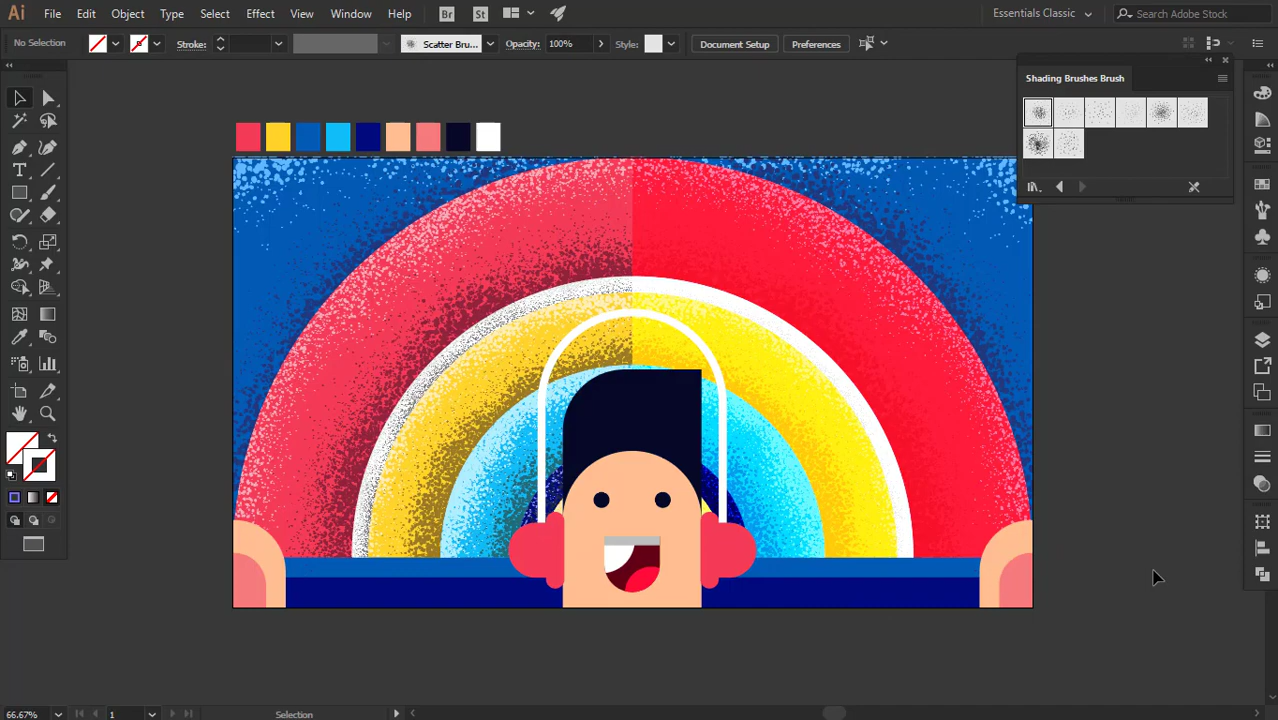 Ai File Edit Object Type Select Effect View Window Help Br St Essentials Classic Search Adobe Stock
No Selection Stroke: Scatter Bru... Opacity: 100% Style: Document Setup Preferences
Shading Brushes Brush
66.67% 1 Selection